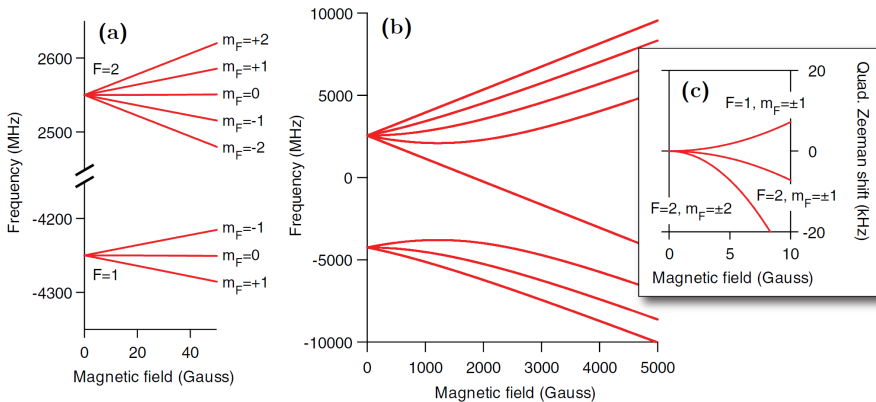 (a)
Frequency (MHz)
2600
2500
-4200
-4300
F=2
F=1
m_F=+2
m_F=+1
m_F=0
m_F=-1
m_F=-2
m_F=-1
m_F=0
m_F=+1
0
20
40
Magnetic field (Gauss)
(b)
Frequency (MHz)
10000
5000
0
-5000
-10000
0
1000
2000
3000
4000
5000
Magnetic field (Gauss)
(c)
20
0
-20
Quad. Zeeman shift (kHz)
F=1, m_F=±1
F=2, m_F=±1
F=2, m_F=±2
0
5
10
Magnetic field (Gauss)